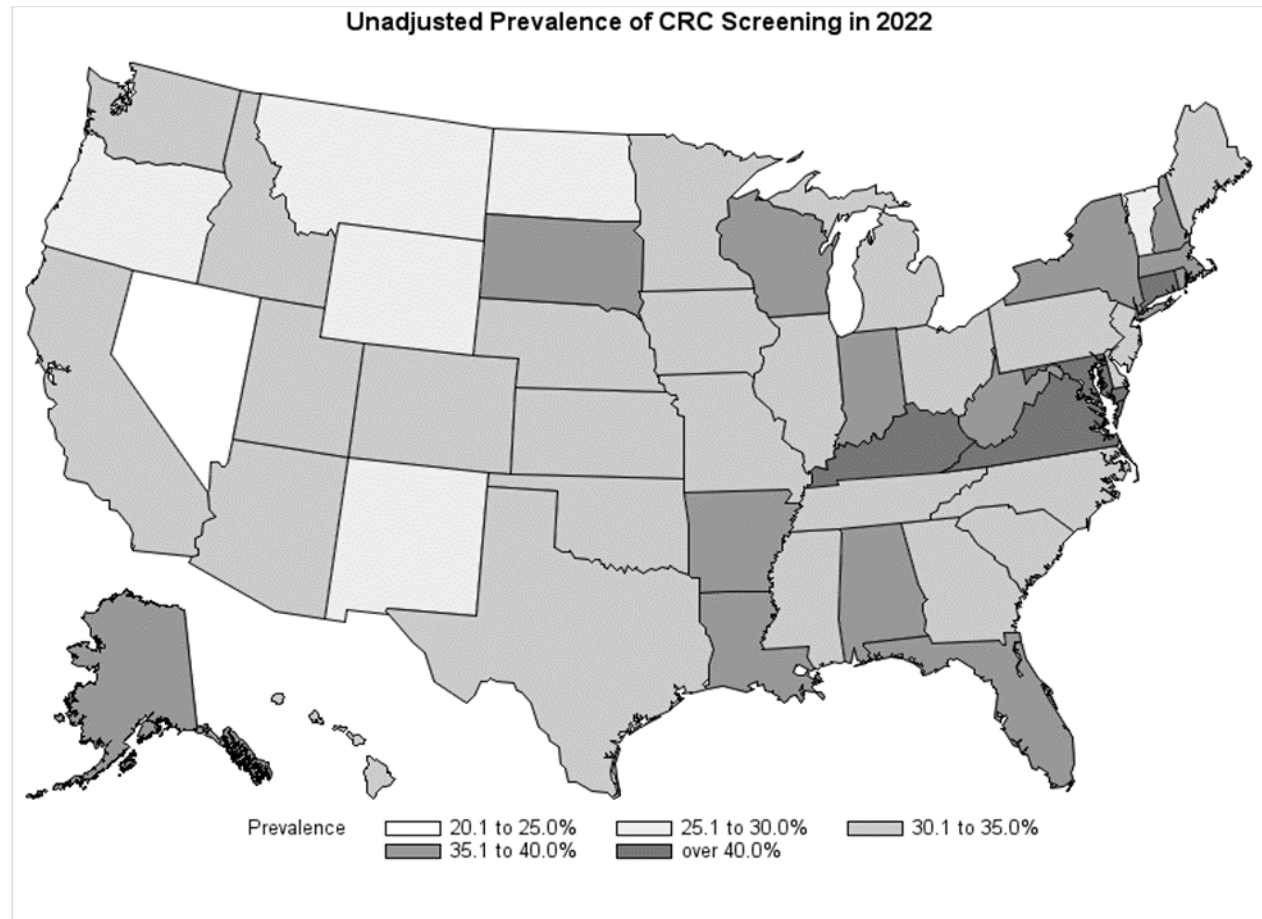 Unadjusted Prevalence of CRC Screening in 2022
Prevalence 20.1 to 25.0% 25.1 to 30.0% 30.1 to 35.0%
35.1 to 40.0% over 40.0%